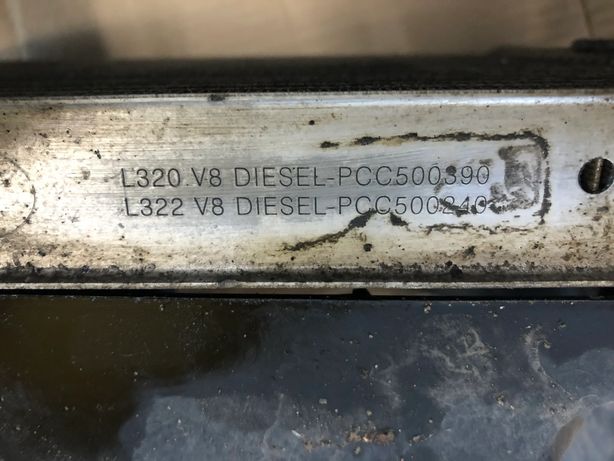 L320 V8 DIESEL-PCC500390
L322 V8 DIESEL-PCC500240